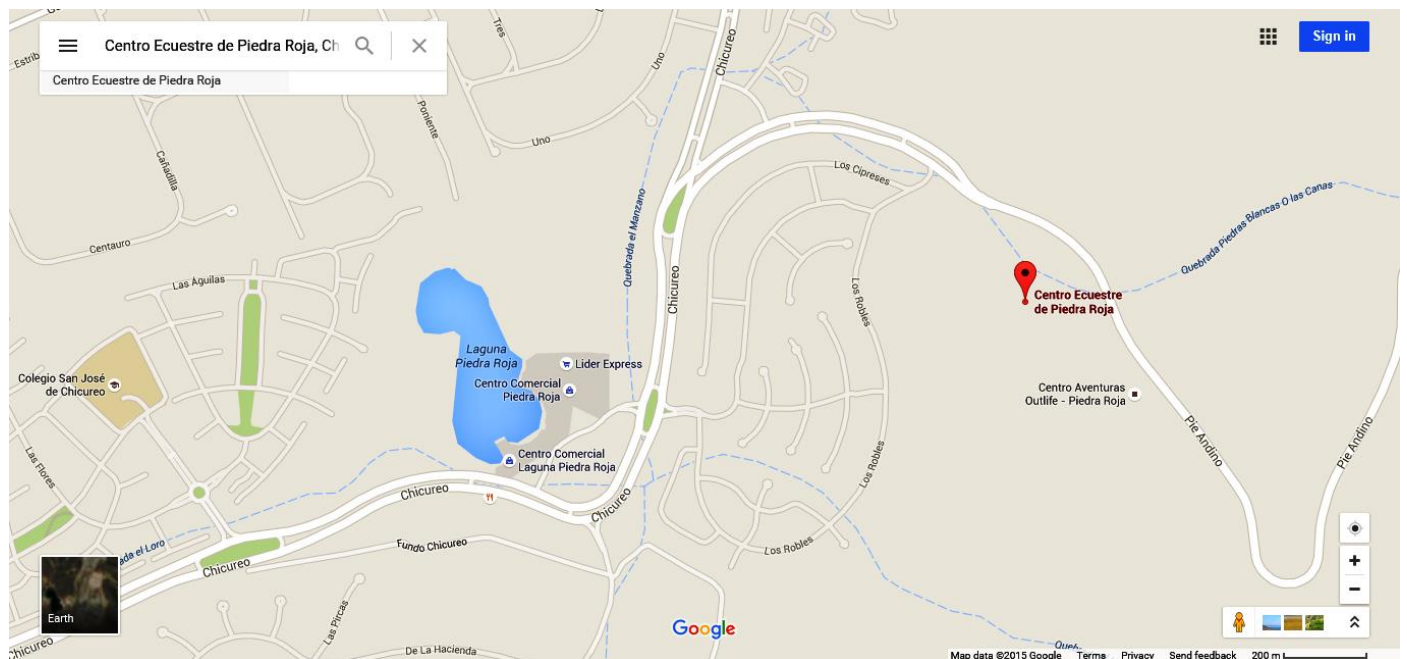 Centro Ecuestre de Piedra Roja, Ch
Sign in
Centro Ecuestre de Piedra Roja
Estrib
Tres
Uno
Chicureo
Poniente
Uno
Cañadilla
Los Cipreses
Quebrada el Manzano
Quebrada Piedras Blancas O las Canas
Centauro
Las Águilas
Chicureo
Los Robles
Centro Ecuestre
de Piedra Roja
Laguna
Piedra Roja
Lider Express
Centro Comercial
Piedra Roja
Colegio San José
de Chicureo
Centro Aventuras
Outlife - Piedra Roja
Pie Andino
Pie Andino
Las Flores
Centro Comercial
Laguna Piedra Roja
Los Robles
Chicureo
Chicureo
Fundo Chicureo
Los Robles
ada el Loro
Chicureo
Earth
Las Pircas
Google
De La Hacienda
Chicureo
Map data ©2015 Google Terms Privacy Send feedback 200 m